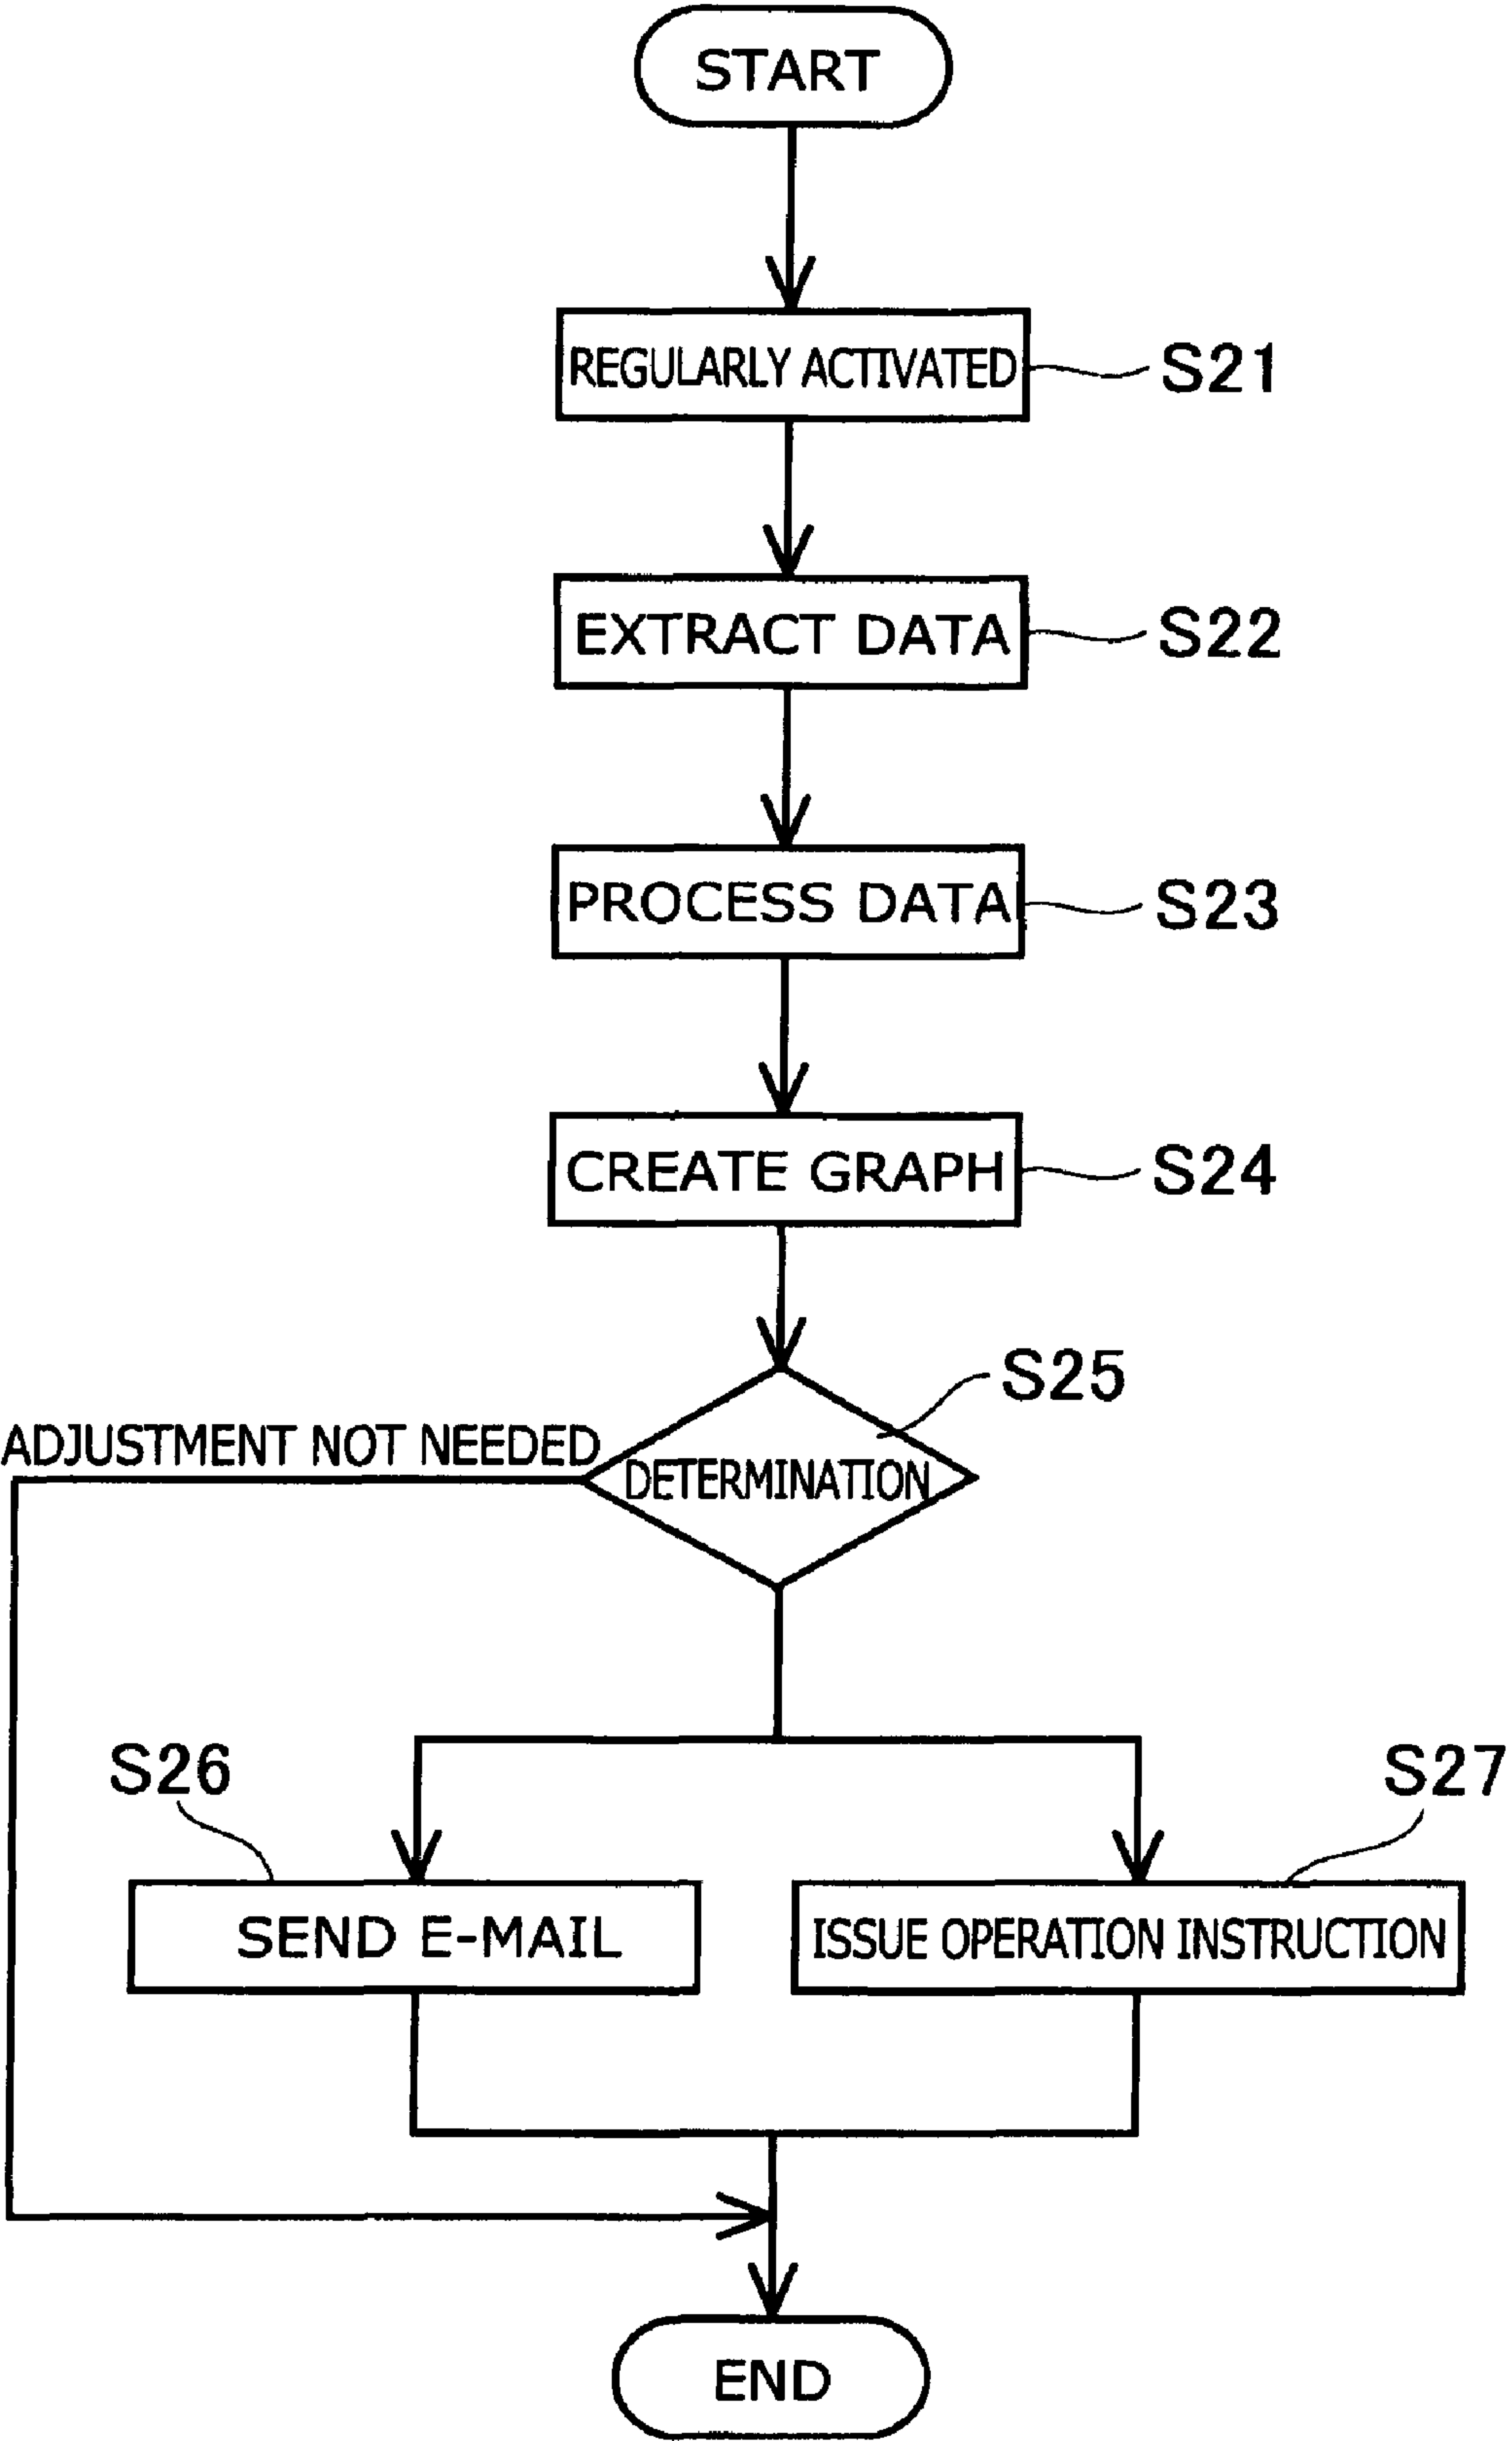 START
REGULARLY ACTIVATED
S21
EXTRACT DATA
S22
PROCESS DATA
S23
CREATE GRAPH
S24
S25
ADJUSTMENT NOT NEEDED
DETERMINATION
S26
S27
SEND E-MAIL
ISSUE OPERATION INSTRUCTION
END